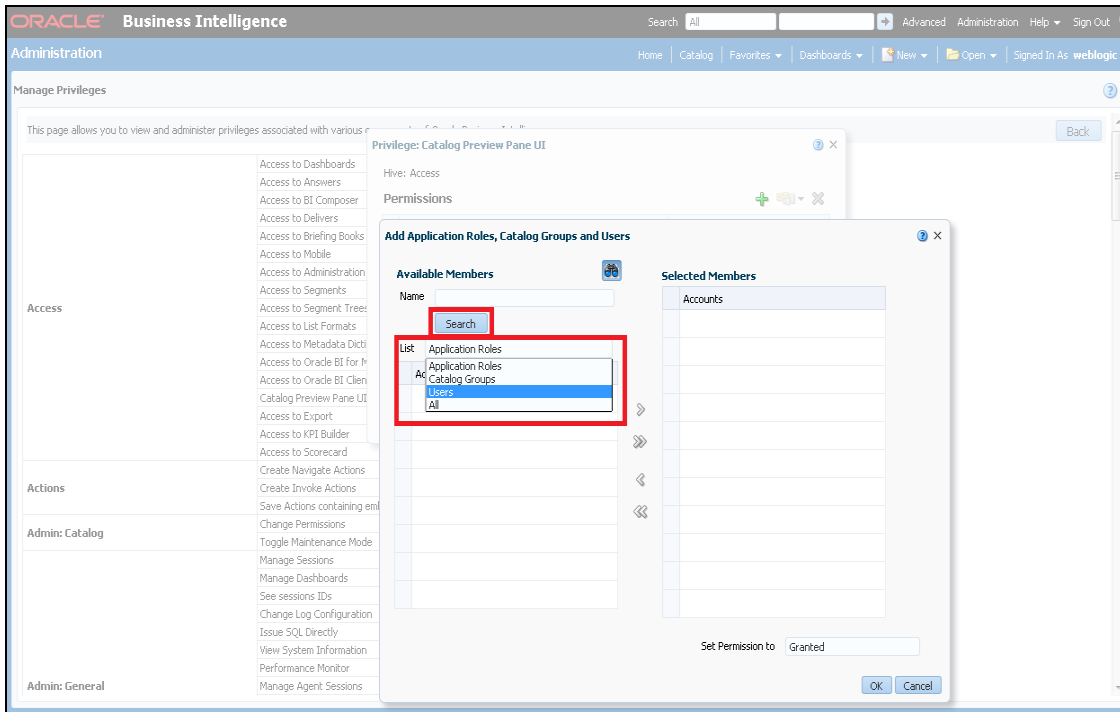 ORACLE Business Intelligence
Search All Advanced Administration Help Sign Out
Administration
Home Catalog Favorites Dashboards New Open Signed In As weblogic
Manage Privileges
This page allows you to view and administer privileges associated with various
Back
Privilege: Catalog Preview Pane UI
Hive: Access
Permissions
Access
Access to Dashboards
Access to Answers
Access to BI Composer
Access to Delivers
Access to Briefing Books
Access to Mobile
Access to Administration
Access to Segments
Access to Segment Trees
Access to List Formats
Access to Metadata Dicti
Access to Oracle BI for M
Access to Oracle BI Clien
Catalog Preview Pane UI
Access to Export
Access to KPI Builder
Access to Scorecard
Actions
Create Navigate Actions
Create Invoke Actions
Save Actions containing em
Admin: Catalog
Change Permissions
Toggle Maintenance Mode
Admin: General
Manage Sessions
Manage Dashboards
See sessions IDs
Change Log Configuration
Issue SQL Directly
View System Information
Performance Monitor
Manage Agent Sessions
Add Application Roles, Catalog Groups and Users
Available Members
Name
Search
List Application Roles
Application Roles
Catalog Groups
Users
All
Ac
Selected Members
Accounts
Set Permission to Granted
OK Cancel